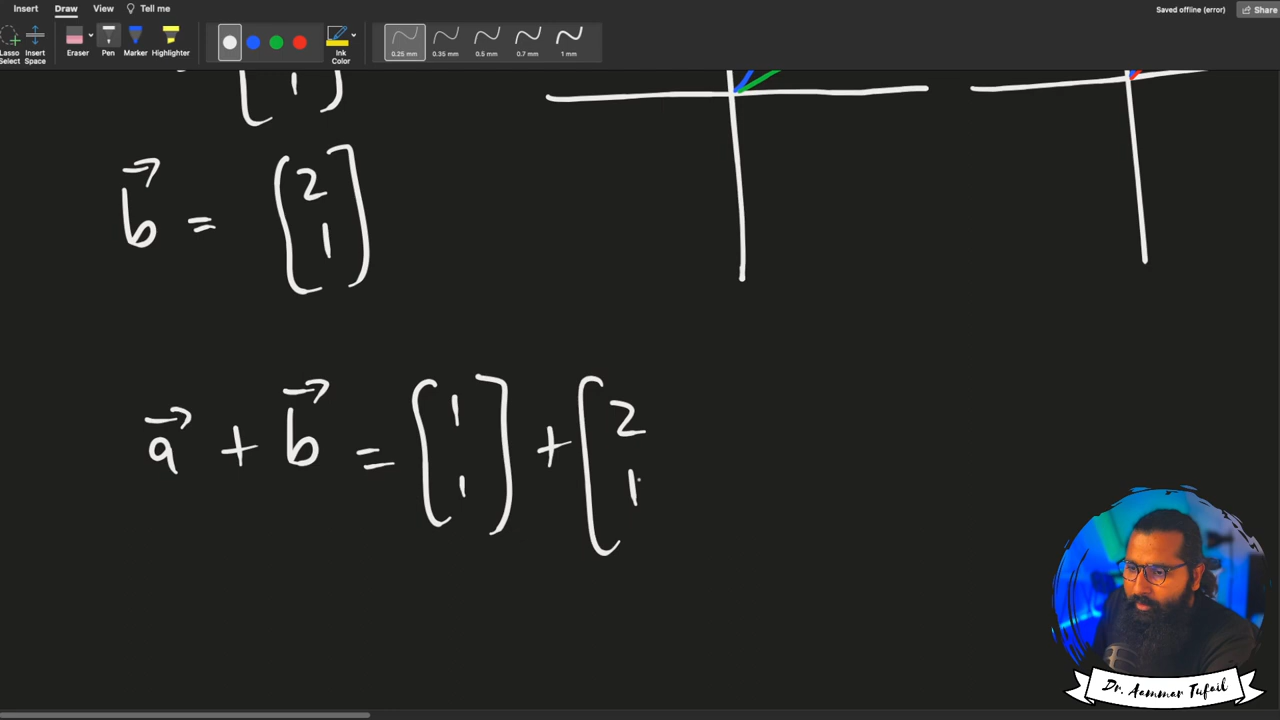 Insert Draw View Tell me Saved offline (error) Share
Lasso Select Insert Space Eraser Pen Marker Highlighter Ink Color 0.25 mm 0.35 mm 0.5 mm 0.7 mm 1 mm
1
b = [2
1]
a + b = [1 1] + [2 1
Dr. Aammar Tufail